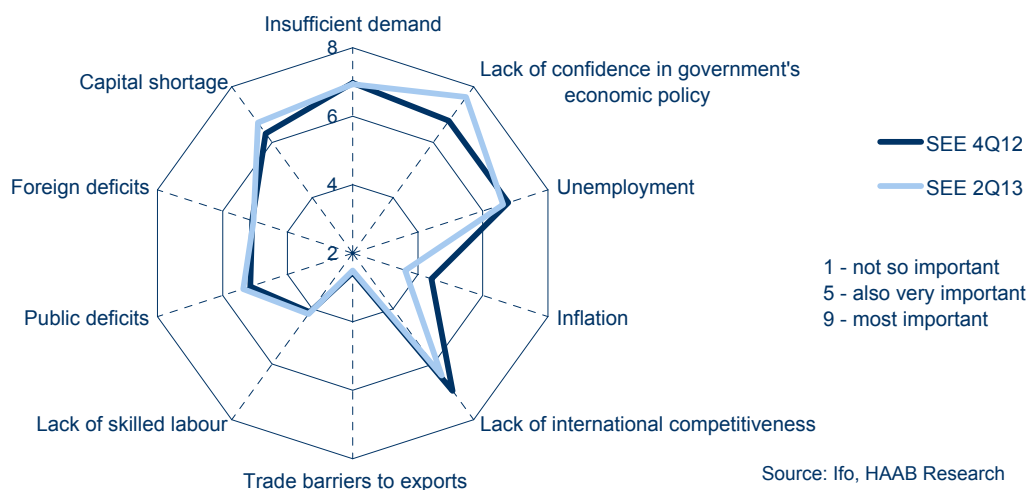 Insufficient demand
8
Capital shortage
Lack of confidence in government's
economic policy
6
SEE 4Q12
Foreign deficits
4
Unemployment
SEE 2Q13
2
1 - not so important
5 - also very important
9 - most important
Public deficits
Inflation
Lack of skilled labour
Lack of international competitiveness
Trade barriers to exports
Source: Ifo, HAAB Research